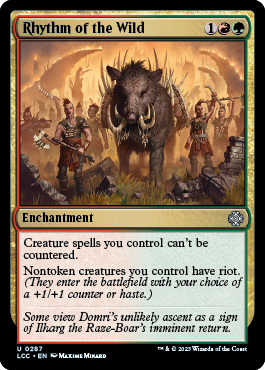 Rhythm of the Wild 1
Enchantment
Creature spells you control can't be
countered.
Nontoken creatures you control have riot.
(They enter the battlefield with your choice
of a +1/+1 counter or haste.)
Some view Domri's unlikely ascent as a sign
of Ilharg the Raze-Boar's imminent return.
U 0267
LCC • EN Maxime Minard
™ & © 2023 Wizards of the Coast